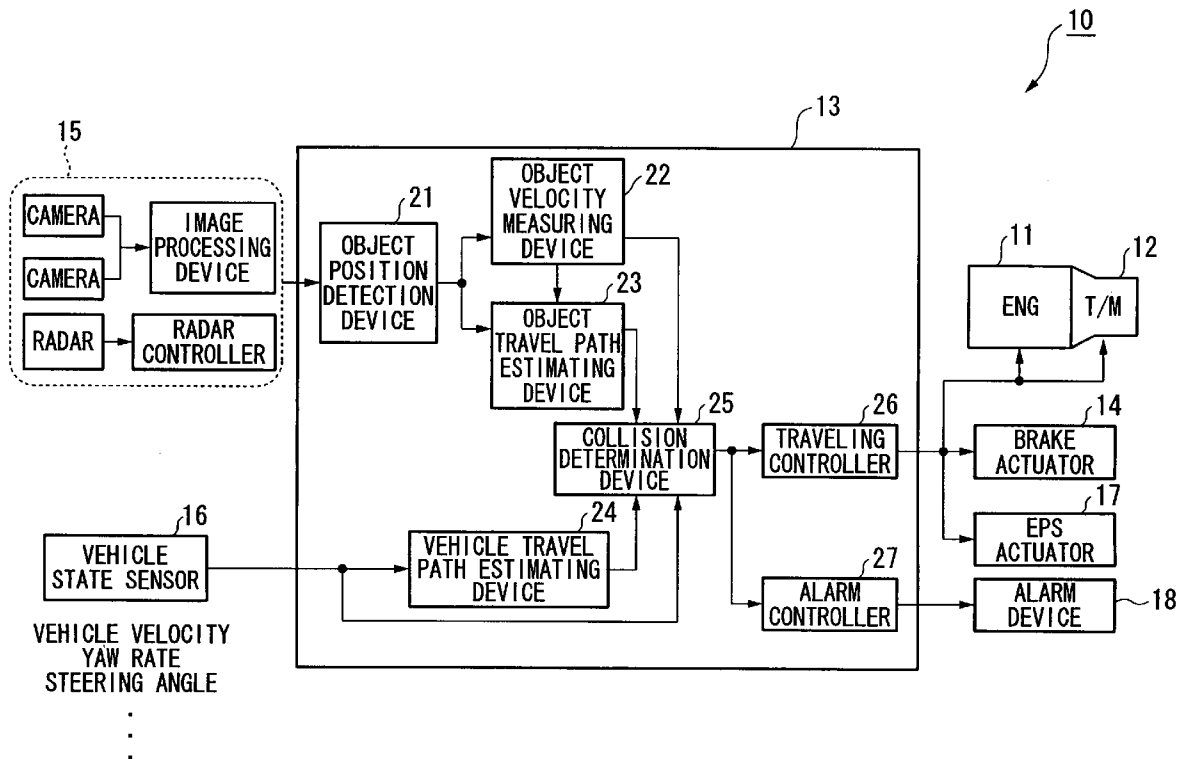 10
13
15
CAMERA
CAMERA
IMAGE
PROCESSING
DEVICE
RADAR
RADAR
CONTROLLER
21
OBJECT
POSITION
DETECTION
DEVICE
22
OBJECT
VELOCITY
MEASURING
DEVICE
23
OBJECT
TRAVEL PATH
ESTIMATING
DEVICE
11
ENG
12
T/M
25
COLLISION
DETERMINATION
DEVICE
26
TRAVELING
CONTROLLER
14
BRAKE
ACTUATOR
17
EPS
ACTUATOR
16
VEHICLE
STATE SENSOR
24
VEHICLE TRAVEL
PATH ESTIMATING
DEVICE
27
ALARM
CONTROLLER
ALARM
DEVICE
18
VEHICLE VELOCITY
YAW RATE
STEERING ANGLE